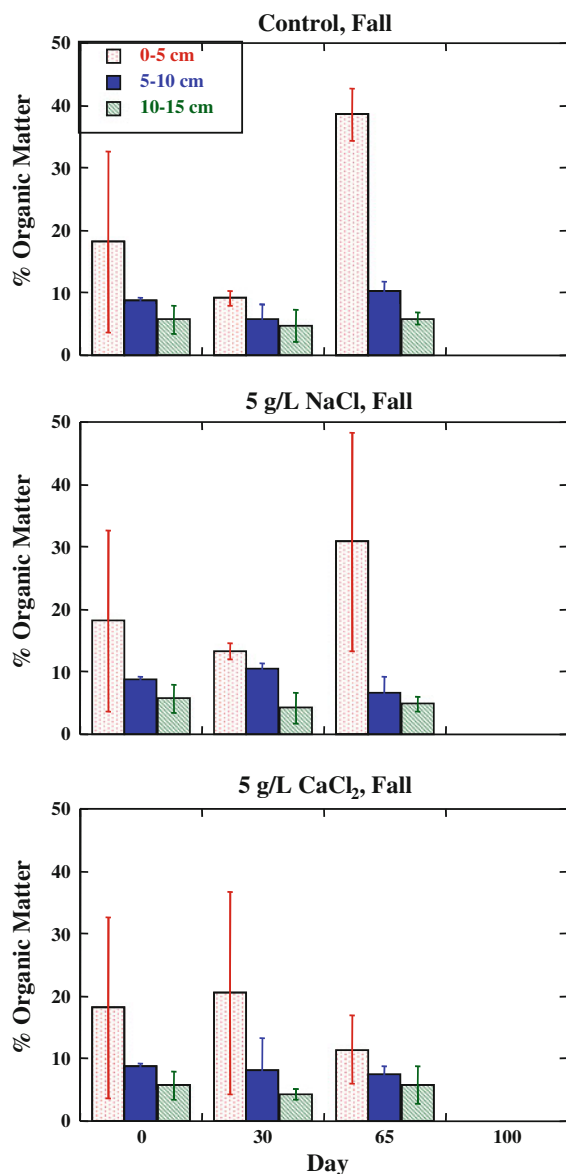 Control, Fall
50
40
30
20
10
0
% Organic Matter
0-5 cm
5-10 cm
10-15 cm
5 g/L NaCl, Fall
50
40
30
20
10
0
% Organic Matter
5 g/L CaCl₂, Fall
50
40
30
20
10
0
% Organic Matter
0 30 65 100
Day